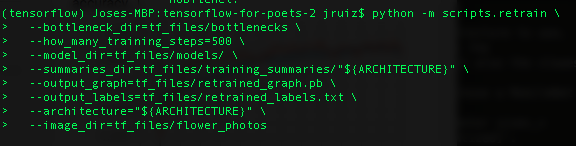 (tensorflow) Joses-MBP:tensorflow-for-poets-2 jruiz$ python -m scripts.retrain \
>   --bottleneck_dir=tf_files/bottlenecks \
>   --how_many_training_steps=500 \
>   --model_dir=tf_files/models/ \
>   --summaries_dir=tf_files/training_summaries/"${ARCHITECTURE}" \
>   --output_graph=tf_files/retrained_graph.pb \
>   --output_labels=tf_files/retrained_labels.txt \
>   --architecture="${ARCHITECTURE}" \
>   --image_dir=tf_files/flower_photos